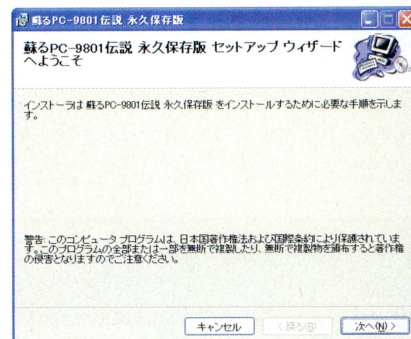 蘇るPC-9801伝説 永久保存版
蘇るPC-9801伝説 永久保存版 セットアップ ウィザード
へようこそ
インストーラは 蘇るPC-9801伝説 永久保存版 をインストールするために必要な手順を示しま
す。
警告: このコンピュータ プログラムは、日本国著作権法および国際条約により保護されていま
す。このプログラムの全部または一部を無断で複製したり、無断で複製物を頒布すると著作権
の侵害となりますのでご注意ください。
キャンセル
< 戻る(B)
次へ(N) >